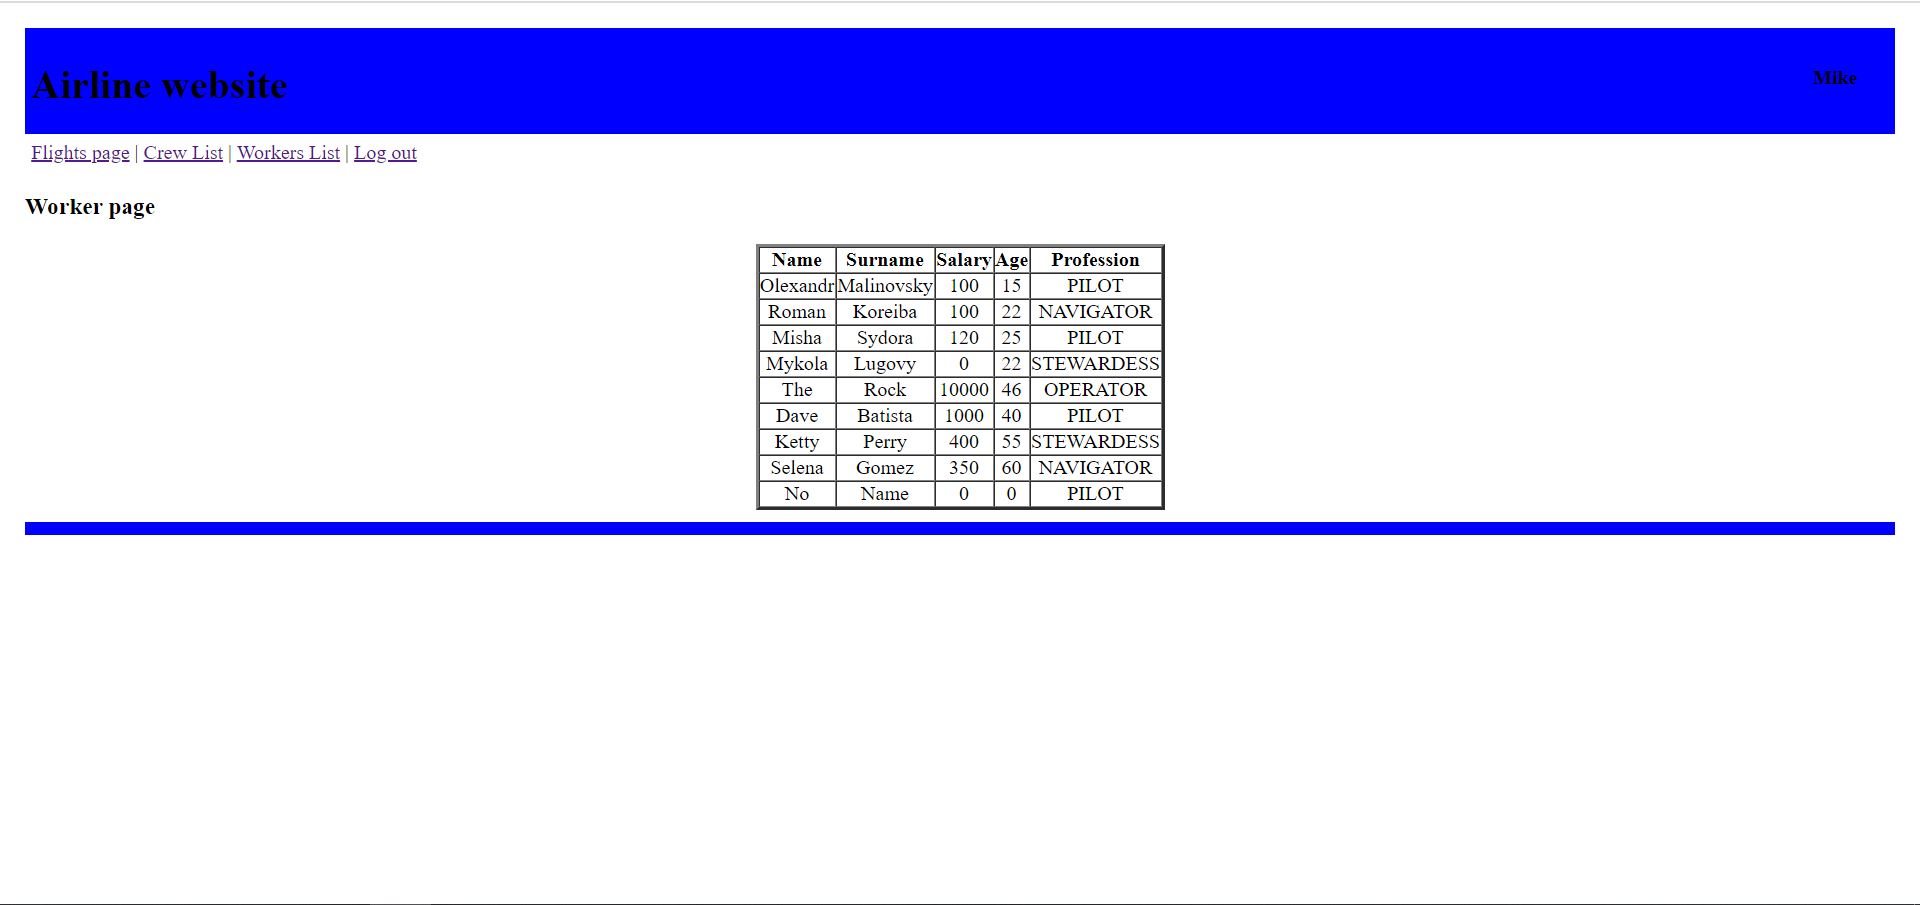 Airline website Mike
Flights page | Crew List | Workers List | Log out
Worker page
Name Surname Salary Age Profession
Olexandr Malinovsky 100 15 PILOT
Roman Koreiba 100 22 NAVIGATOR
Misha Sydora 120 25 PILOT
Mykola Lugovy 0 22 STEWARDESS
The Rock 10000 46 OPERATOR
Dave Batista 1000 40 PILOT
Ketty Perry 400 55 STEWARDESS
Selena Gomez 350 60 NAVIGATOR
No Name 0 0 PILOT